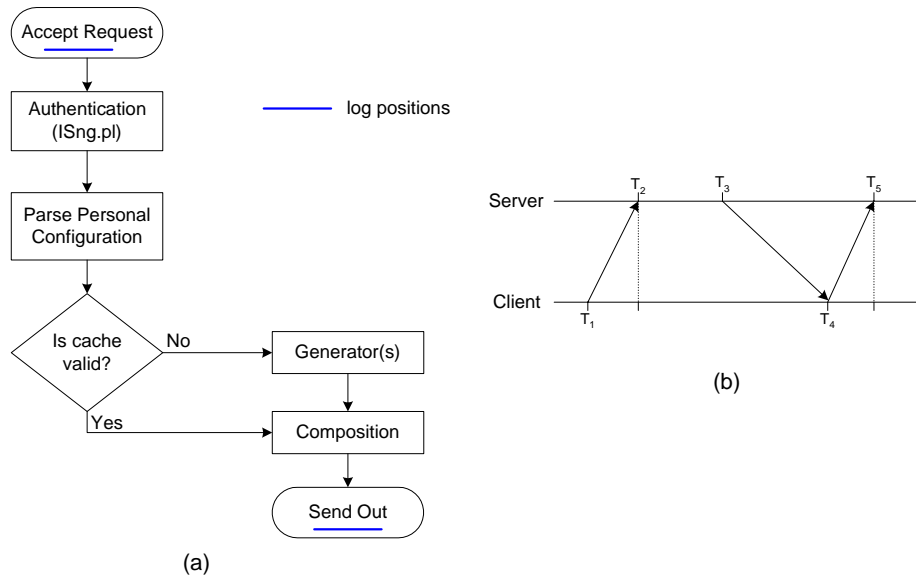 Accept Request
Authentication
(ISng.pl)
Parse Personal
Configuration
Is cache
valid?
No
Yes
Generator(s)
Composition
Send Out
(a)
log positions
T2
T3
T5
Server
Client
T1
T4
(b)